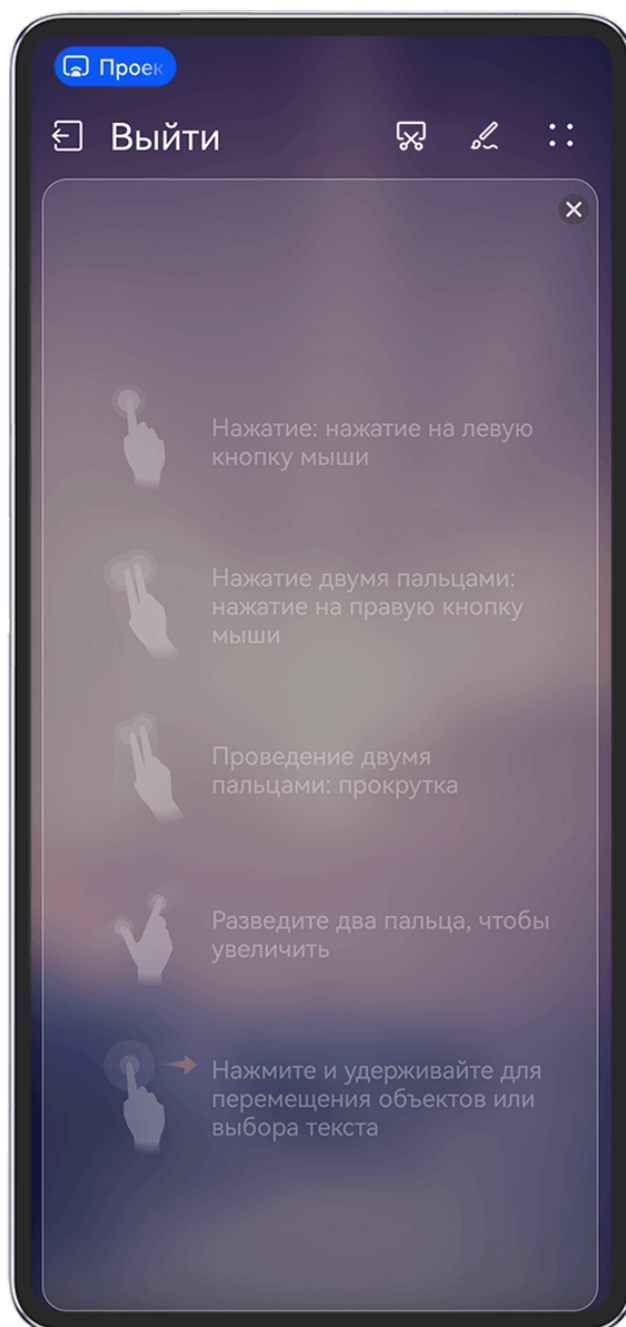 Проек
Выйти
Нажатие: нажатие на левую
кнопку мыши
Нажатие двумя пальцами:
нажатие на правую кнопку
мыши
Проведение двумя
пальцами: прокрутка
Разведите два пальца, чтобы
увеличить
Нажмите и удерживайте для
перемещения объектов или
выбора текста